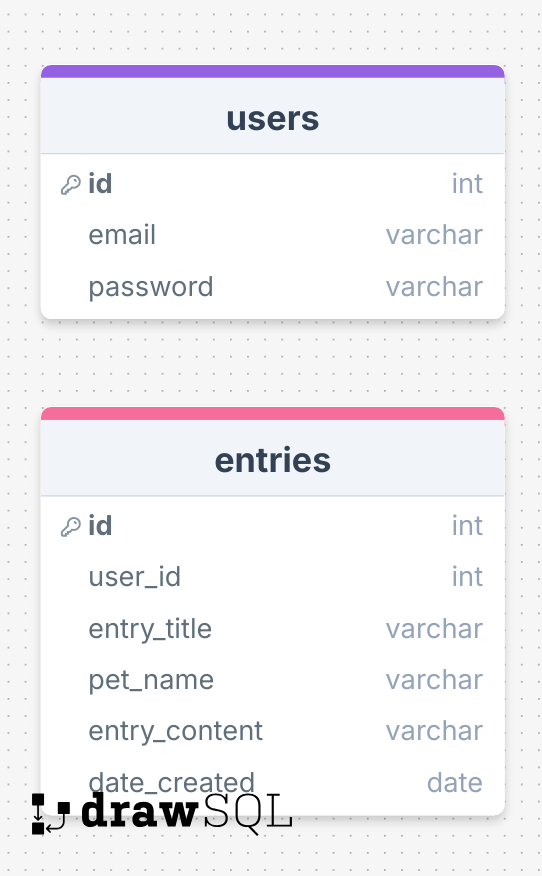 users
id int
email varchar
password varchar
entries
id int
user_id int
entry_title varchar
pet_name varchar
entry_content varchar
date_created date
drawSQL